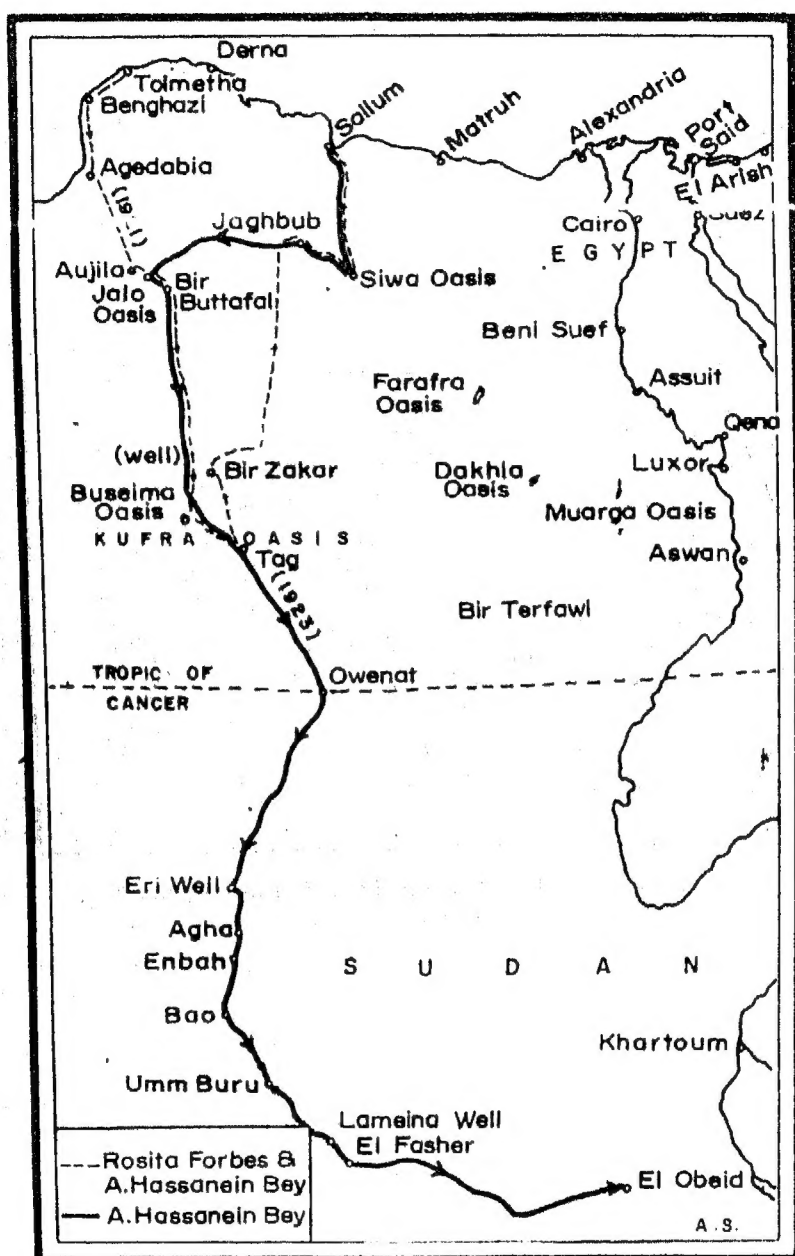 Derna
Tolmetha
Benghazi
Sallum
Matruh
Alexandria
Port
Said
El Arish
Agedabia
Suez
Cairo
EGYPT
Jaghbub
Aujila
Jalo
Oasis
Bir
Buttafal
Siwa Oasis
Beni Suef
Farafra
Oasis
Assuit
Qena
(well)
Bir Zakar
Dakhla
Oasis
Luxor
Buseima
Oasis
Muarga Oasis
KUFRA OASIS
Tag
(1923)
Aswan
Bir Terfawi
TROPIC OF
CANCER
Owenat
Eri Well
Agha
Enbah
SUDAN
Bao
Khartoum
Umm Buru
Lameina Well
El Fasher
El Obeid
Rosita Forbes &
A.Hassanein Bey
A.Hassanein Bey
A.S.